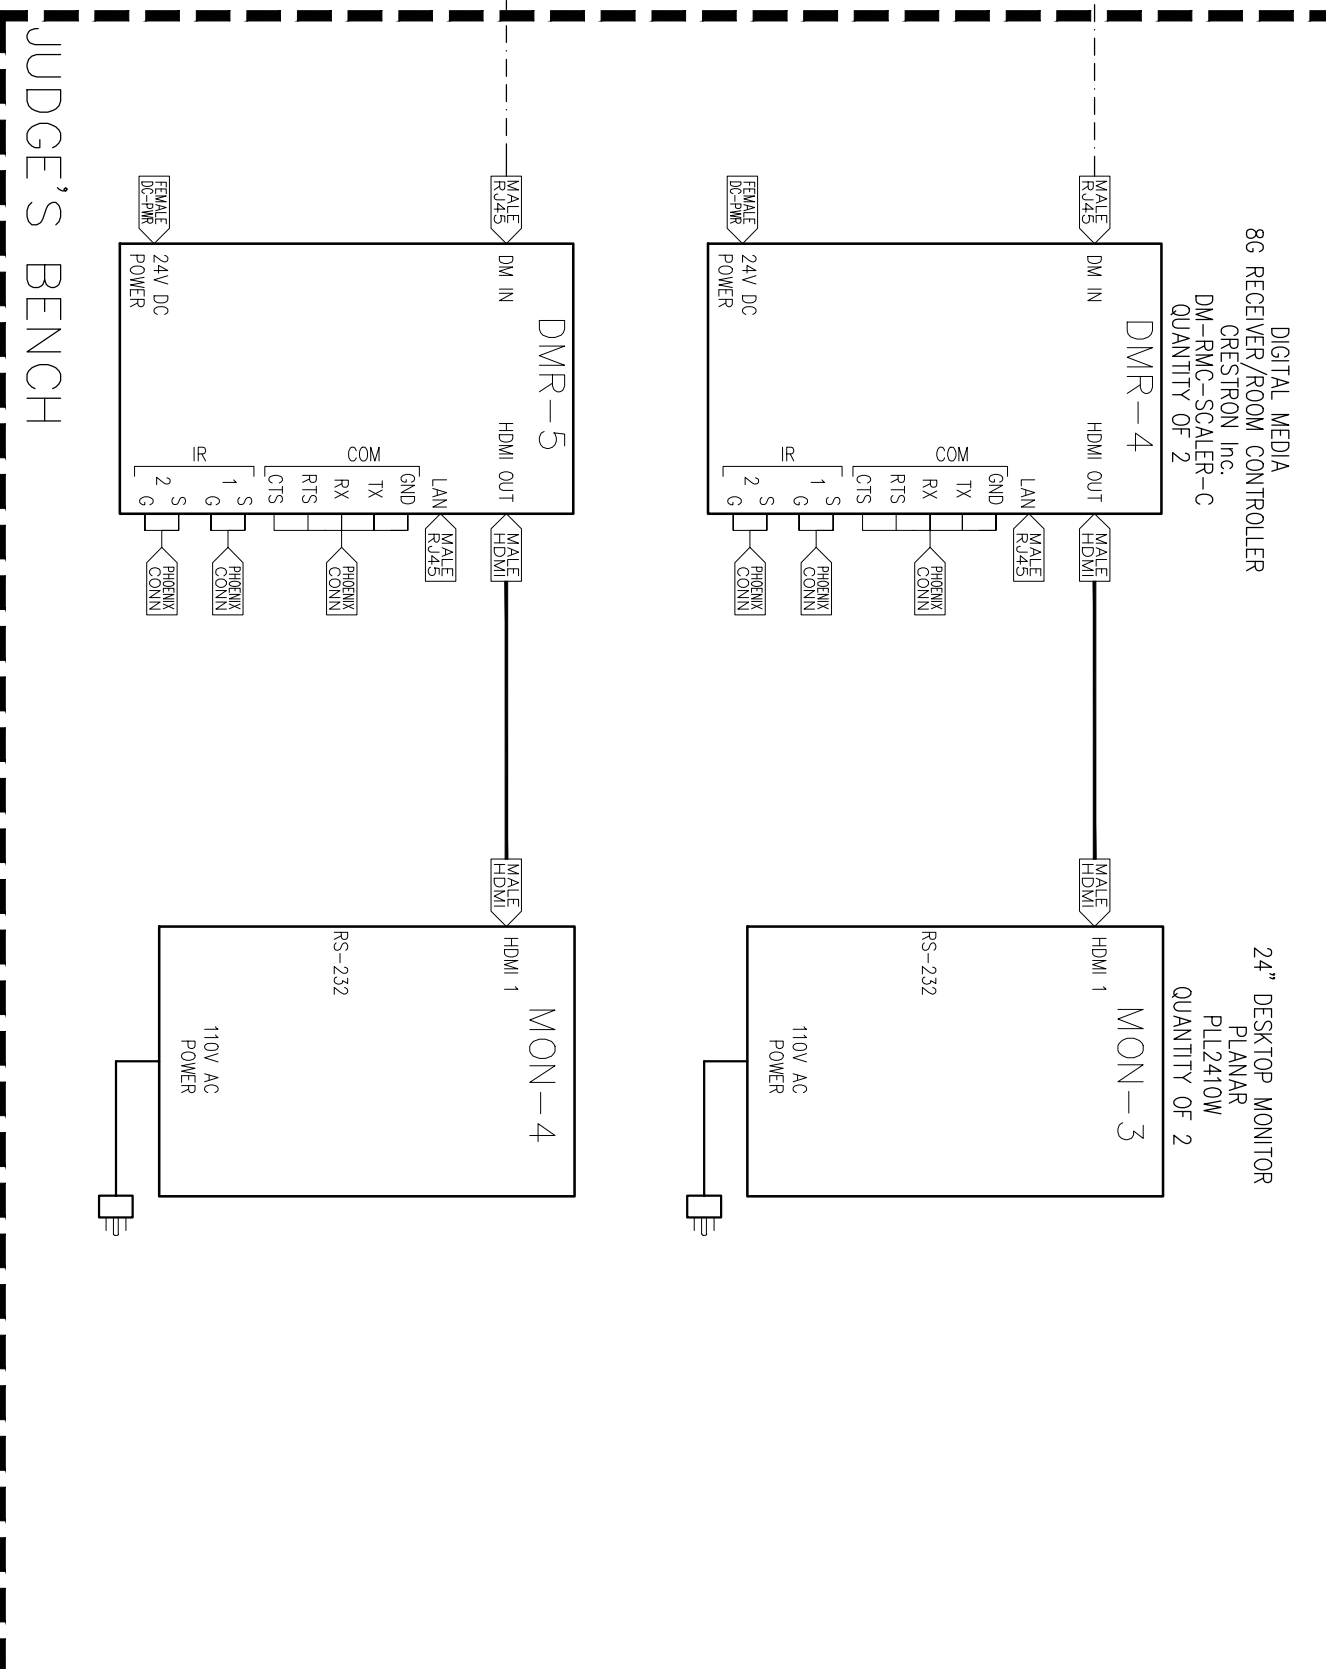 DIGITAL MEDIA
8G RECEIVER/ROOM CONTROLLER
CRESTRON Inc.
DM-RMC-SCALER-C
QUANTITY OF 2
24" DESKTOP MONITOR
PLANAR
PLL2410W
QUANTITY OF 2
DMR-4
MALE
RJ45
DM IN
HDMI OUT
MALE
HDMI
LAN
MALE
RJ45
COM
GND
TX
RX
RTS
CTS
PHOENIX
CONN
IR
1
S
G
PHOENIX
CONN
2
S
G
PHOENIX
CONN
FEMALE
DC-PWR
24V DC
POWER
MALE
HDMI
HDMI 1
MON-3
RS-232
110V AC
POWER
DMR-5
MALE
RJ45
DM IN
HDMI OUT
MALE
HDMI
LAN
MALE
RJ45
COM
GND
TX
RX
RTS
CTS
PHOENIX
CONN
IR
1
S
G
PHOENIX
CONN
2
S
G
PHOENIX
CONN
FEMALE
DC-PWR
24V DC
POWER
MALE
HDMI
HDMI 1
MON-4
RS-232
110V AC
POWER
JUDGE'S BENCH